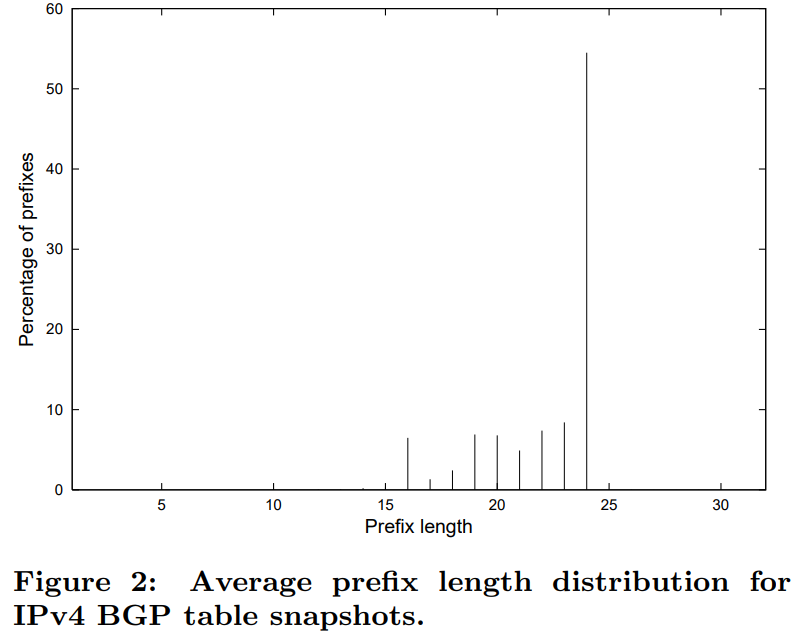 60
50
40
30
20
10
0
Percentage of prefixes
5 10 15 20 25 30
Prefix length
Figure 2: Average prefix length distribution for
IPv4 BGP table snapshots.